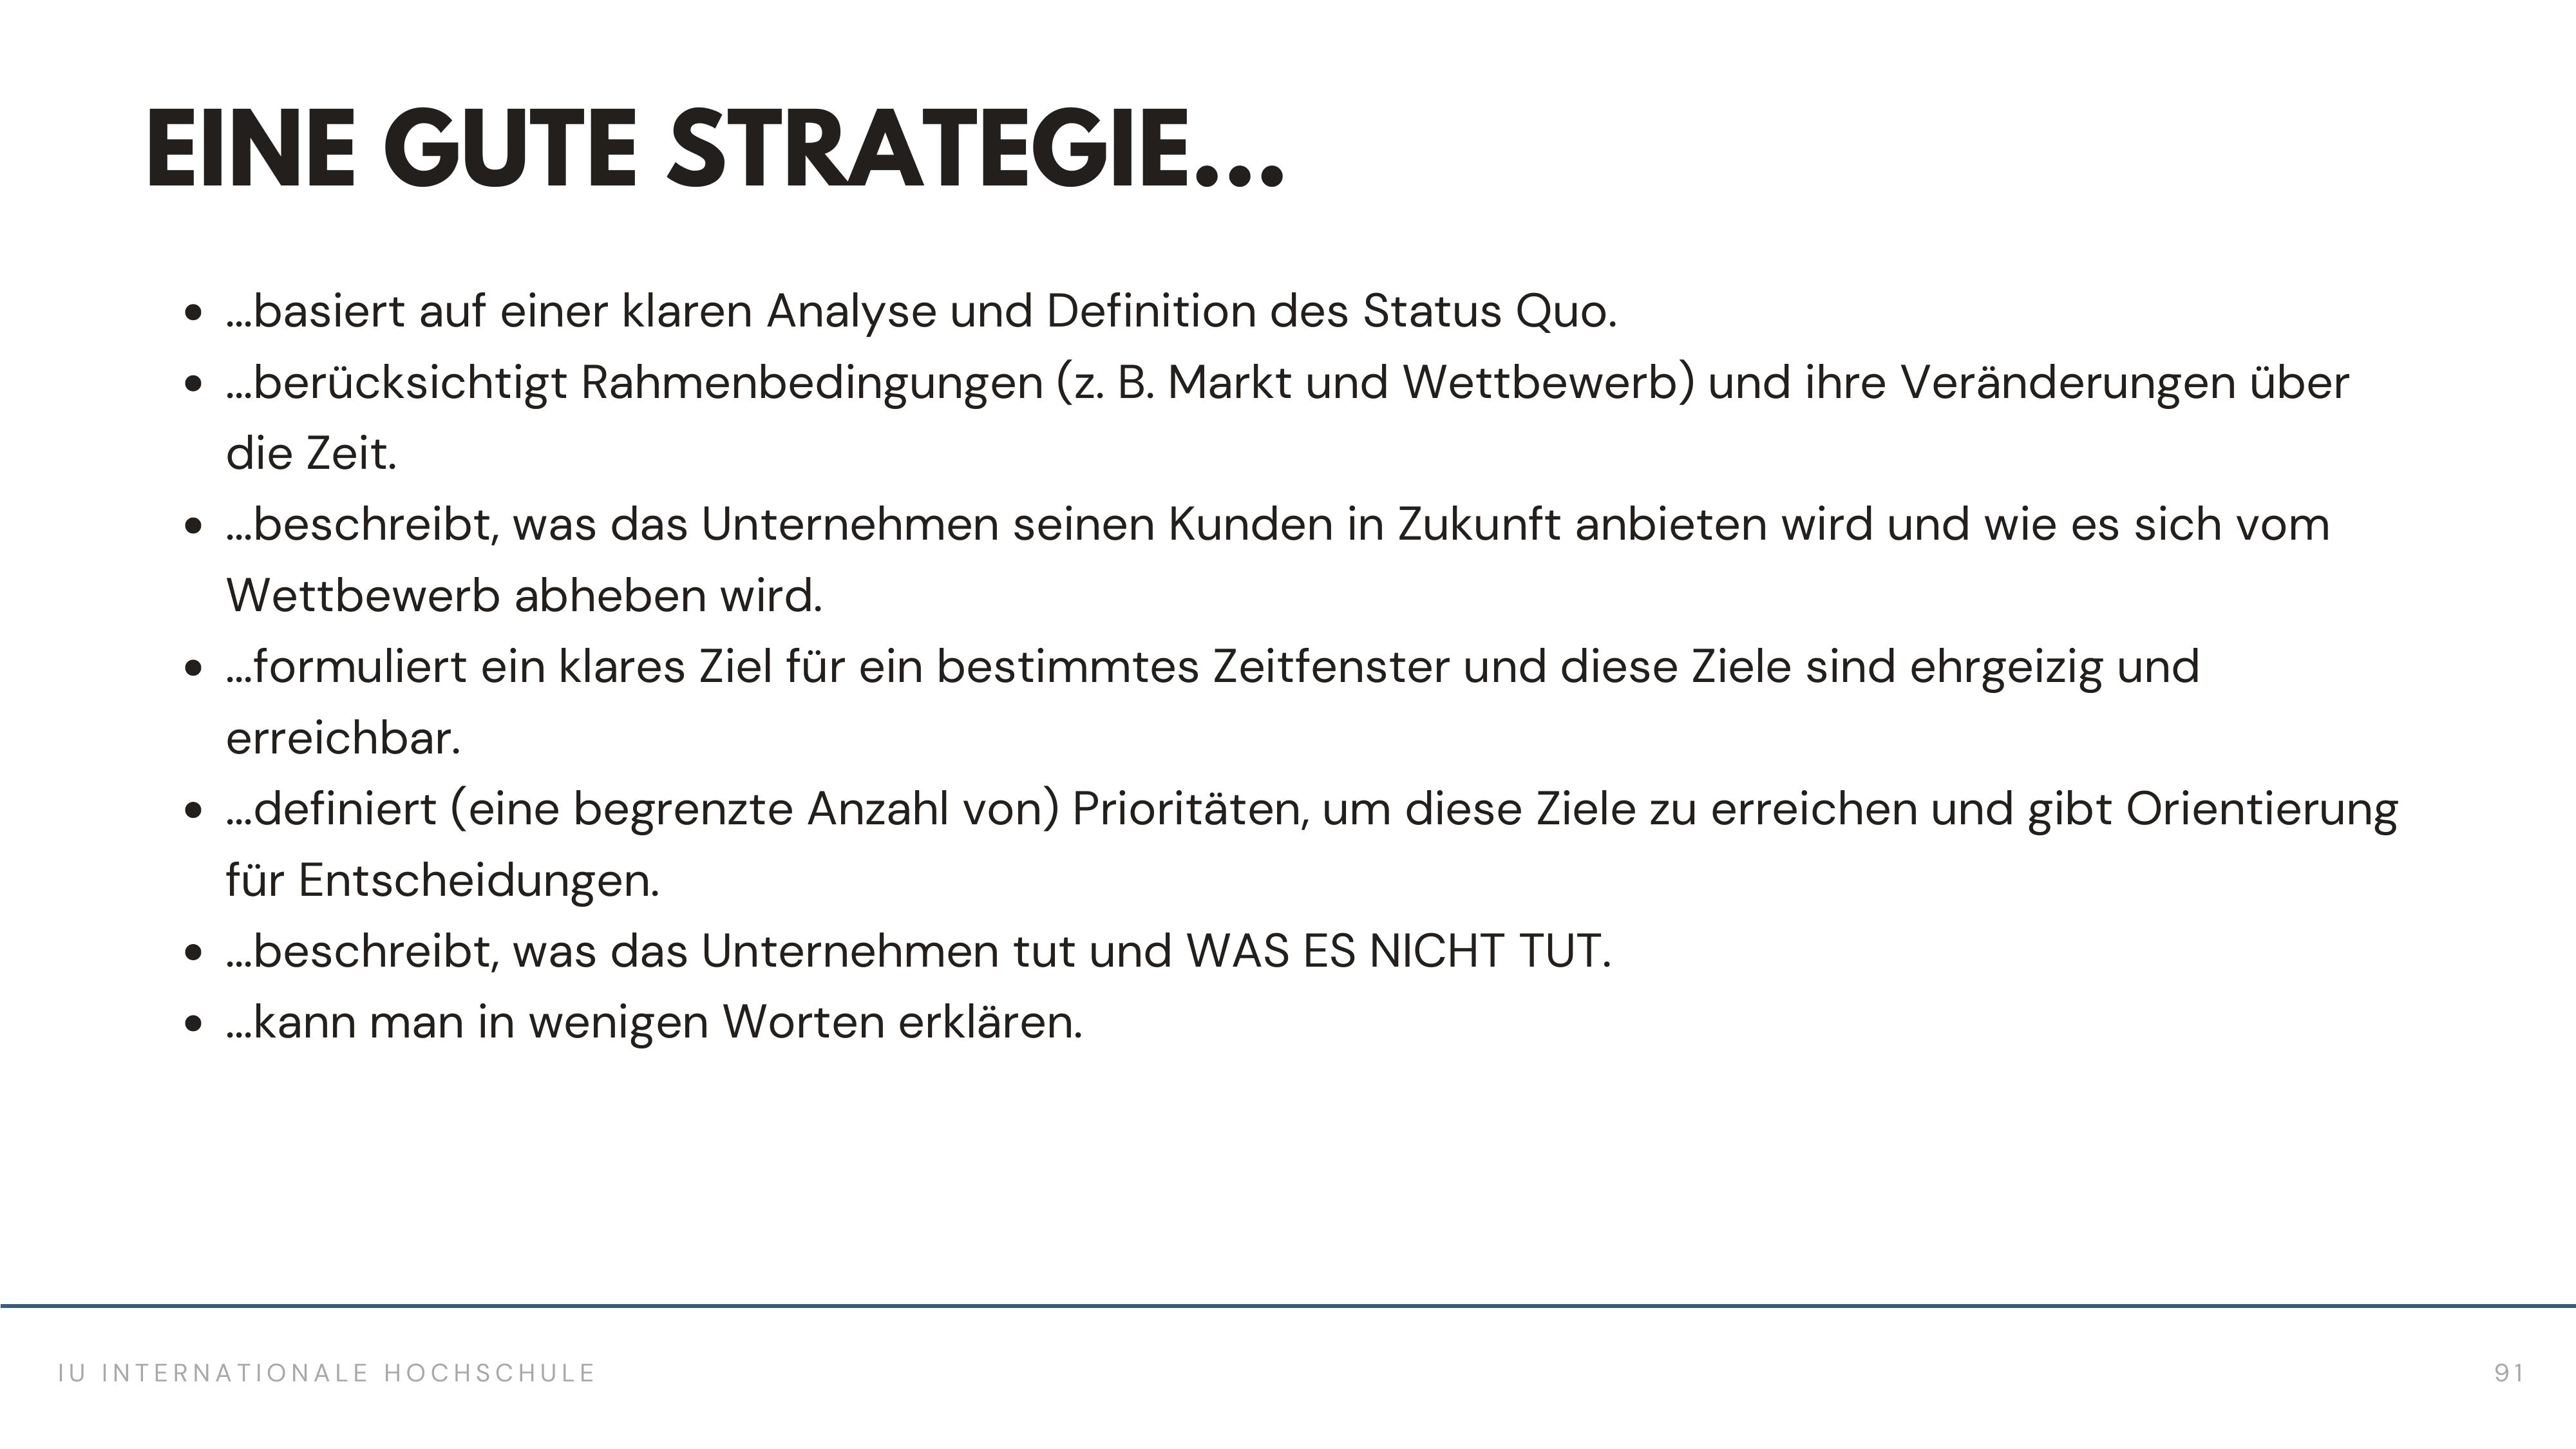 EINE GUTE STRATEGIE...
• ...basiert auf einer klaren Analyse und Definition des Status Quo.
• ...berücksichtigt Rahmenbedingungen (z. B. Markt und Wettbewerb) und ihre Veränderungen über
die Zeit.
• ...beschreibt, was das Unternehmen seinen Kunden in Zukunft anbieten wird und wie es sich vom
Wettbewerb abheben wird.
• ...formuliert ein klares Ziel für ein bestimmtes Zeitfenster und diese Ziele sind ehrgeizig und
erreichbar.
• ...definiert (eine begrenzte Anzahl von) Prioritäten, um diese Ziele zu erreichen und gibt Orientierung
für Entscheidungen.
• ...beschreibt, was das Unternehmen tut und WAS ES NICHT TUT.
• ...kann man in wenigen Worten erklären.
IU INTERNATIONALE HOCHSCHULE
91